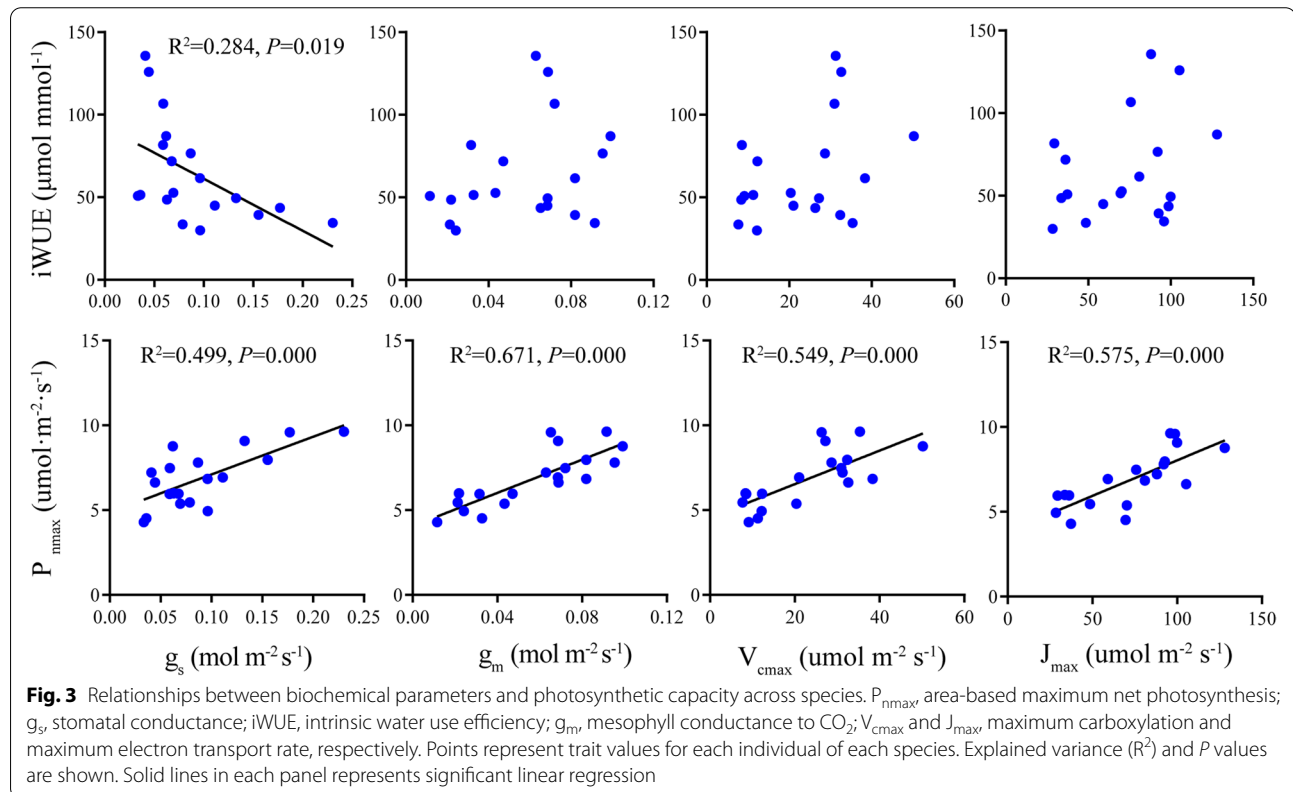 R²=0.284, P=0.019
iWUE (µmol mmol⁻¹)
150
100
50
0
0.00 0.05 0.10 0.15 0.20 0.25
150
100
50
0
0.00 0.04 0.08 0.12
150
100
50
0
0 20 40 60
150
100
50
0
0 50 100 150
R²=0.499, P=0.000
P nmax (umol·m⁻²·s⁻¹)
15
10
5
0
0.00 0.05 0.10 0.15 0.20 0.25
gs (mol m⁻² s⁻¹)
R²=0.671, P=0.000
15
10
5
0
0.00 0.04 0.08 0.12
gm (mol m⁻² s⁻¹)
R²=0.549, P=0.000
15
10
5
0
0 20 40 60
Vcmax (umol m⁻² s⁻¹)
R²=0.575, P=0.000
15
10
5
0
0 50 100 150
Jmax (umol m⁻² s⁻¹)
Fig. 3 Relationships between biochemical parameters and photosynthetic capacity across species. Pnmax, area-based maximum net photosynthesis;
gs, stomatal conductance; iWUE, intrinsic water use efficiency; gm, mesophyll conductance to CO₂; Vcmax and Jmax, maximum carboxylation and
maximum electron transport rate, respectively. Points represent trait values for each individual of each species. Explained variance (R²) and P values
are shown. Solid lines in each panel represents significant linear regression